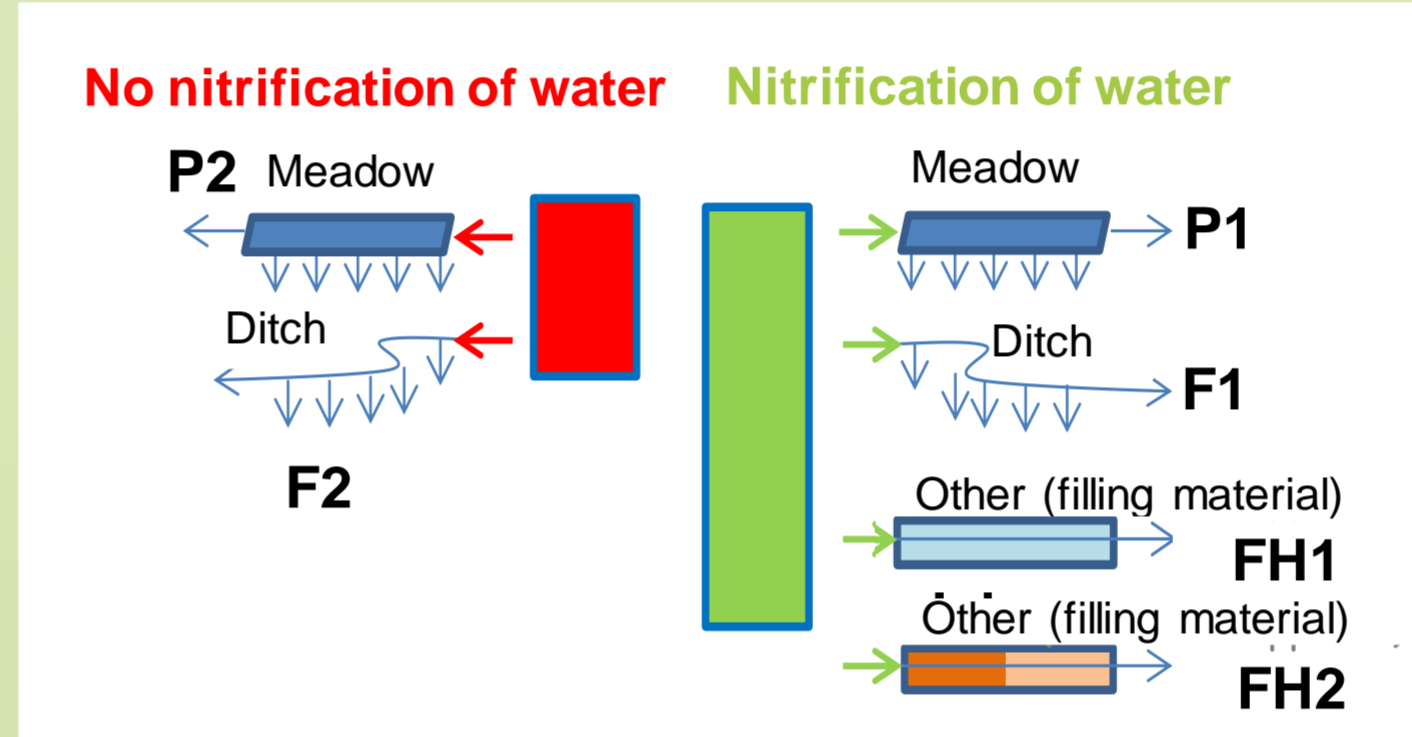 No nitrification of water
Nitrification of water
P2 Meadow
Meadow
P1
Ditch
Ditch
F1
F2
Other (filling material)
FH1
Other (filling material)
FH2